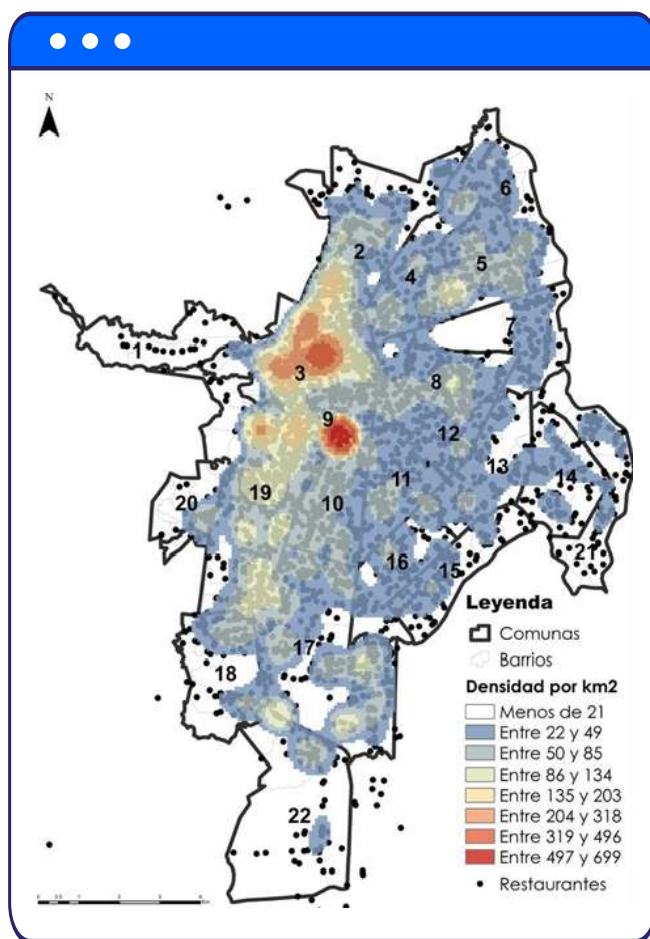 N
6
2
5
4
7
1
3
8
9
12
13
14
19
11
10
20
16
21
15
Leyenda
Comunas
17
Barrios
18
Densidad por km2
Menos de 21
Entre 22 y 49
Entre 50 y 85
Entre 86 y 134
Entre 135 y 203
22
Entre 204 y 318
Entre 319 y 496
Entre 497 y 699
Restaurantes